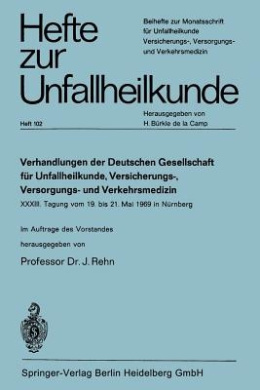 Hefte
zur
Unfallheilkunde
Beihefte zur Monatsschrift
für Unfallheilkunde
Versicherungs-, Versorgungs-
und Verkehrsmedizin
Herausgegeben von
H. Bürkle de la Camp
Heft 102
Verhandlungen der Deutschen Gesellschaft
für Unfallheilkunde, Versicherungs-,
Versorgungs- und Verkehrsmedizin
XXXIII. Tagung vom 19. bis 21. Mai 1969 in Nürnberg
Im Auftrage des Vorstandes
herausgegeben von
Professor Dr. J. Rehn
Springer-Verlag Berlin Heidelberg GmbH